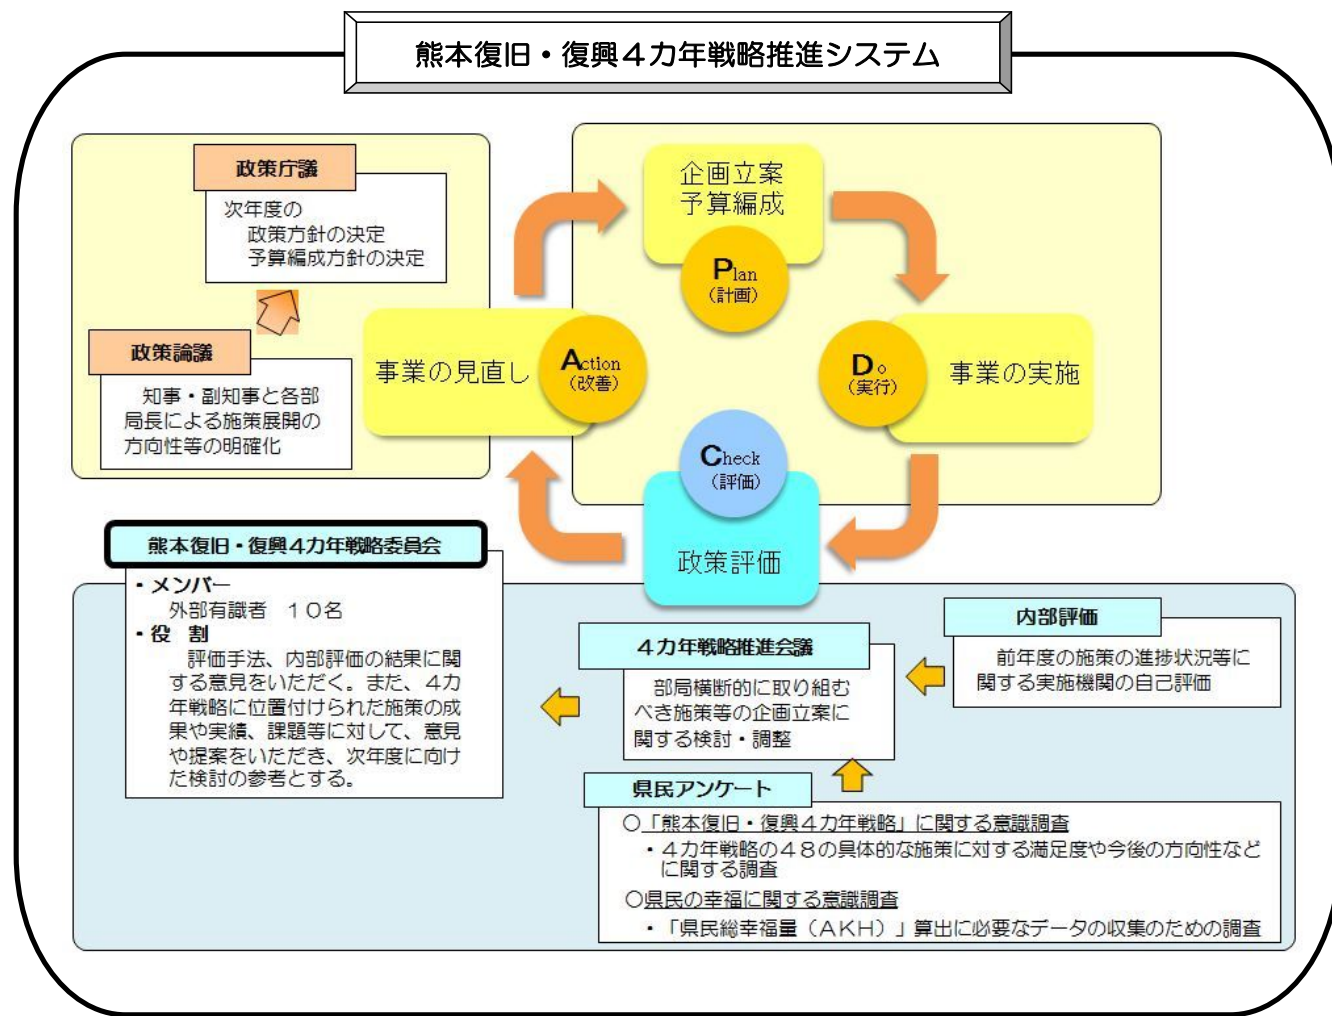 熊本復旧・復興４カ年戦略推進システム
政策庁議
次年度の
政策方針の決定
予算編成方針の決定
政策論議
知事・副知事と各部
局長による施策展開の
方向性等の明確化
企画立案
予算編成
Plan
（計画）
事業の見直し
Action
（改善）
Do
（実行）
事業の実施
Check
（評価）
政策評価
熊本復旧・復興４カ年戦略委員会
・メンバー
外部有識者　１０名
・役　割
評価手法、内部評価の結果に関
する意見をいただく。また、４カ
年戦略に位置付けられた施策の成
果や実績、課題等に対して、意見
や提案をいただき、次年度に向け
た検討の参考とする。
４カ年戦略推進会議
部局横断的に取り組む
べき施策等の企画立案に
関する検討・調整
内部評価
前年度の施策の進捗状況等に
関する実施機関の自己評価
県民アンケート
○「熊本復旧・復興４カ年戦略」に関する意識調査
・４カ年戦略の４８の具体的な施策に対する満足度や今後の方向性など
に関する調査
○県民の幸福に関する意識調査
・「県民総幸福量（ＡＫＨ）」算出に必要なデータの収集のための調査